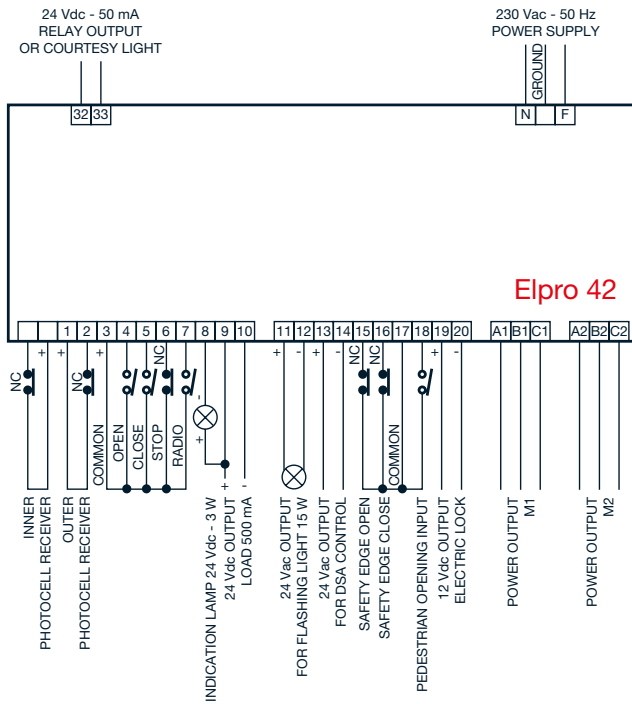 24 Vdc - 50 mA
RELAY OUTPUT
OR COURTESY LIGHT
230 Vac - 50 Hz
POWER SUPPLY
GROUND
32 33
N F
Elpro 42
1 2 3 4 5 6 7 8 9 10 11 12 13 14 15 16 17 18 19 20 A1 B1 C1 A2 B2 C2
+ + + NC + - + - NC NC + -
NC
NC
-
+
+ -
COMMON
OPEN
CLOSE
STOP
RADIO
COMMON
INNER
PHOTOCELL RECEIVER
OUTER
PHOTOCELL RECEIVER
INDICATION LAMP 24 Vdc - 3 W
24 Vdc OUTPUT
LOAD 500 mA
24 Vac OUTPUT
FOR FLASHING LIGHT 15 W
24 Vac OUTPUT
FOR DSA CONTROL
SAFETY EDGE OPEN
SAFETY EDGE CLOSE
PEDESTRIAN OPENING INPUT
12 Vdc OUTPUT
ELECTRIC LOCK
POWER OUTPUT
M1
POWER OUTPUT
M2